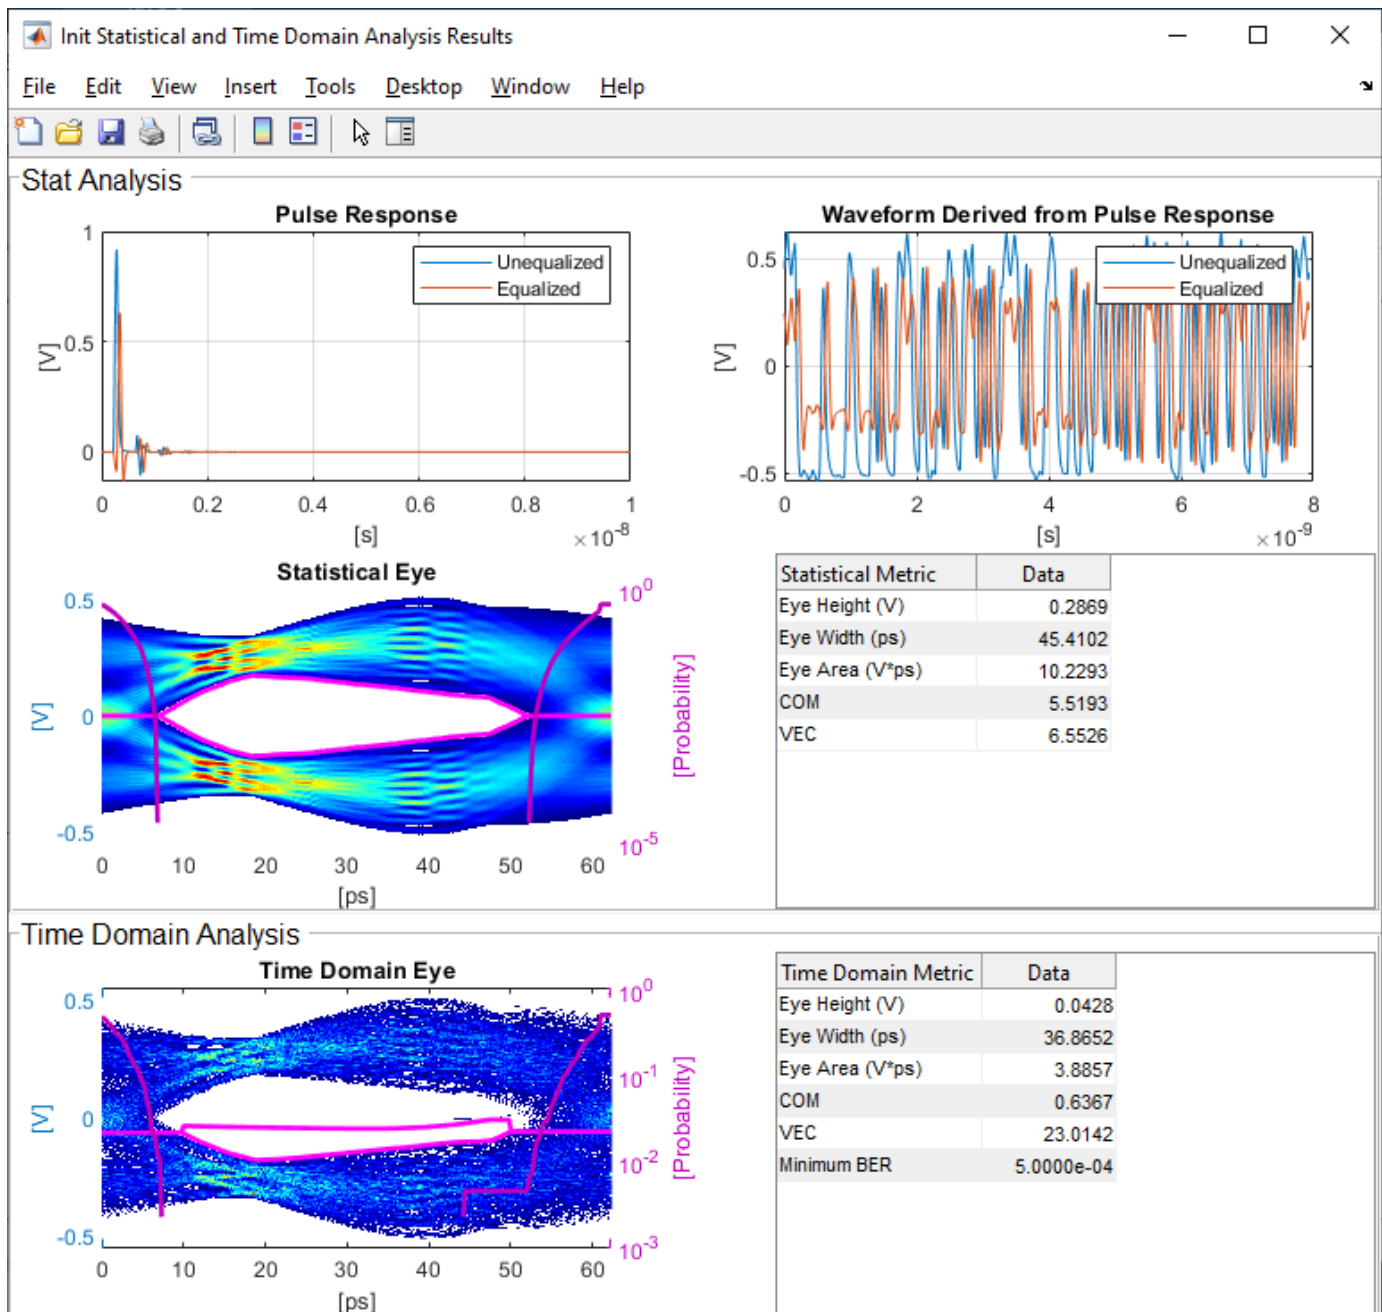 Init Statistical and Time Domain Analysis Results
File Edit View Insert Tools Desktop Window Help
Stat Analysis
Pulse Response
1
0.5
0
[V]
Unequalized
Equalized
0 0.2 0.4 0.6 0.8 1
[s]
×10^-8
Waveform Derived from Pulse Response
0.5
0
-0.5
[V]
Unequalized
Equalized
0 2 4 6 8
[s]
×10^-9
Statistical Eye
0.5
0
-0.5
[V]
10^0
10^-5
[Probability]
0 10 20 30 40 50 60
[ps]
Statistical Metric Data
Eye Height (V) 0.2869
Eye Width (ps) 45.4102
Eye Area (V*ps) 10.2293
COM 5.5193
VEC 6.5526
Time Domain Analysis
Time Domain Eye
0.5
0
-0.5
[V]
10^0
10^-1
10^-2
10^-3
[Probability]
0 10 20 30 40 50 60
[ps]
Time Domain Metric Data
Eye Height (V) 0.0428
Eye Width (ps) 36.8652
Eye Area (V*ps) 3.8857
COM 0.6367
VEC 23.0142
Minimum BER 5.0000e-04